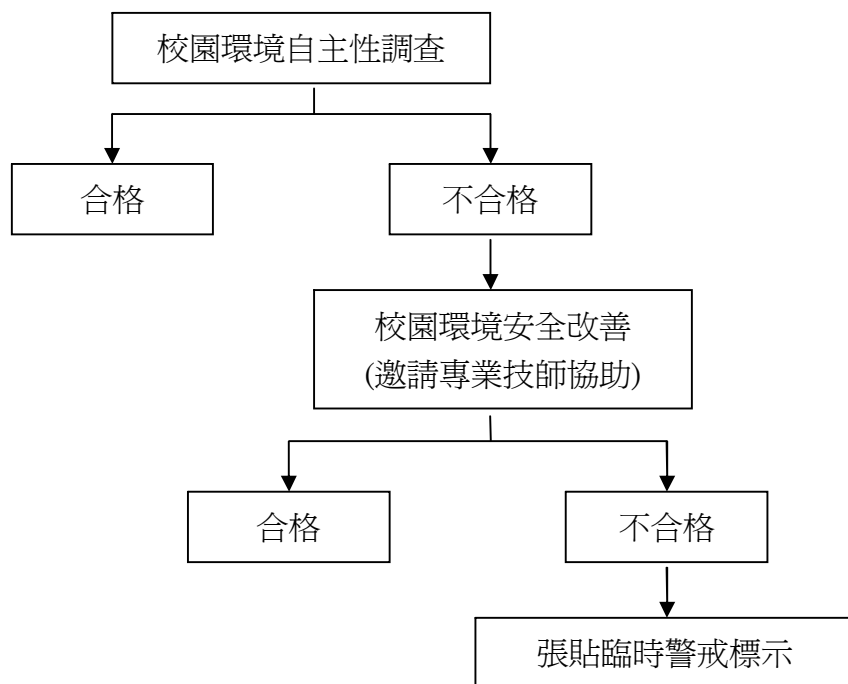 校園環境自主性調查
合格
不合格
校園環境安全改善
(邀請專業技師協助)
合格
不合格
張貼臨時警戒標示